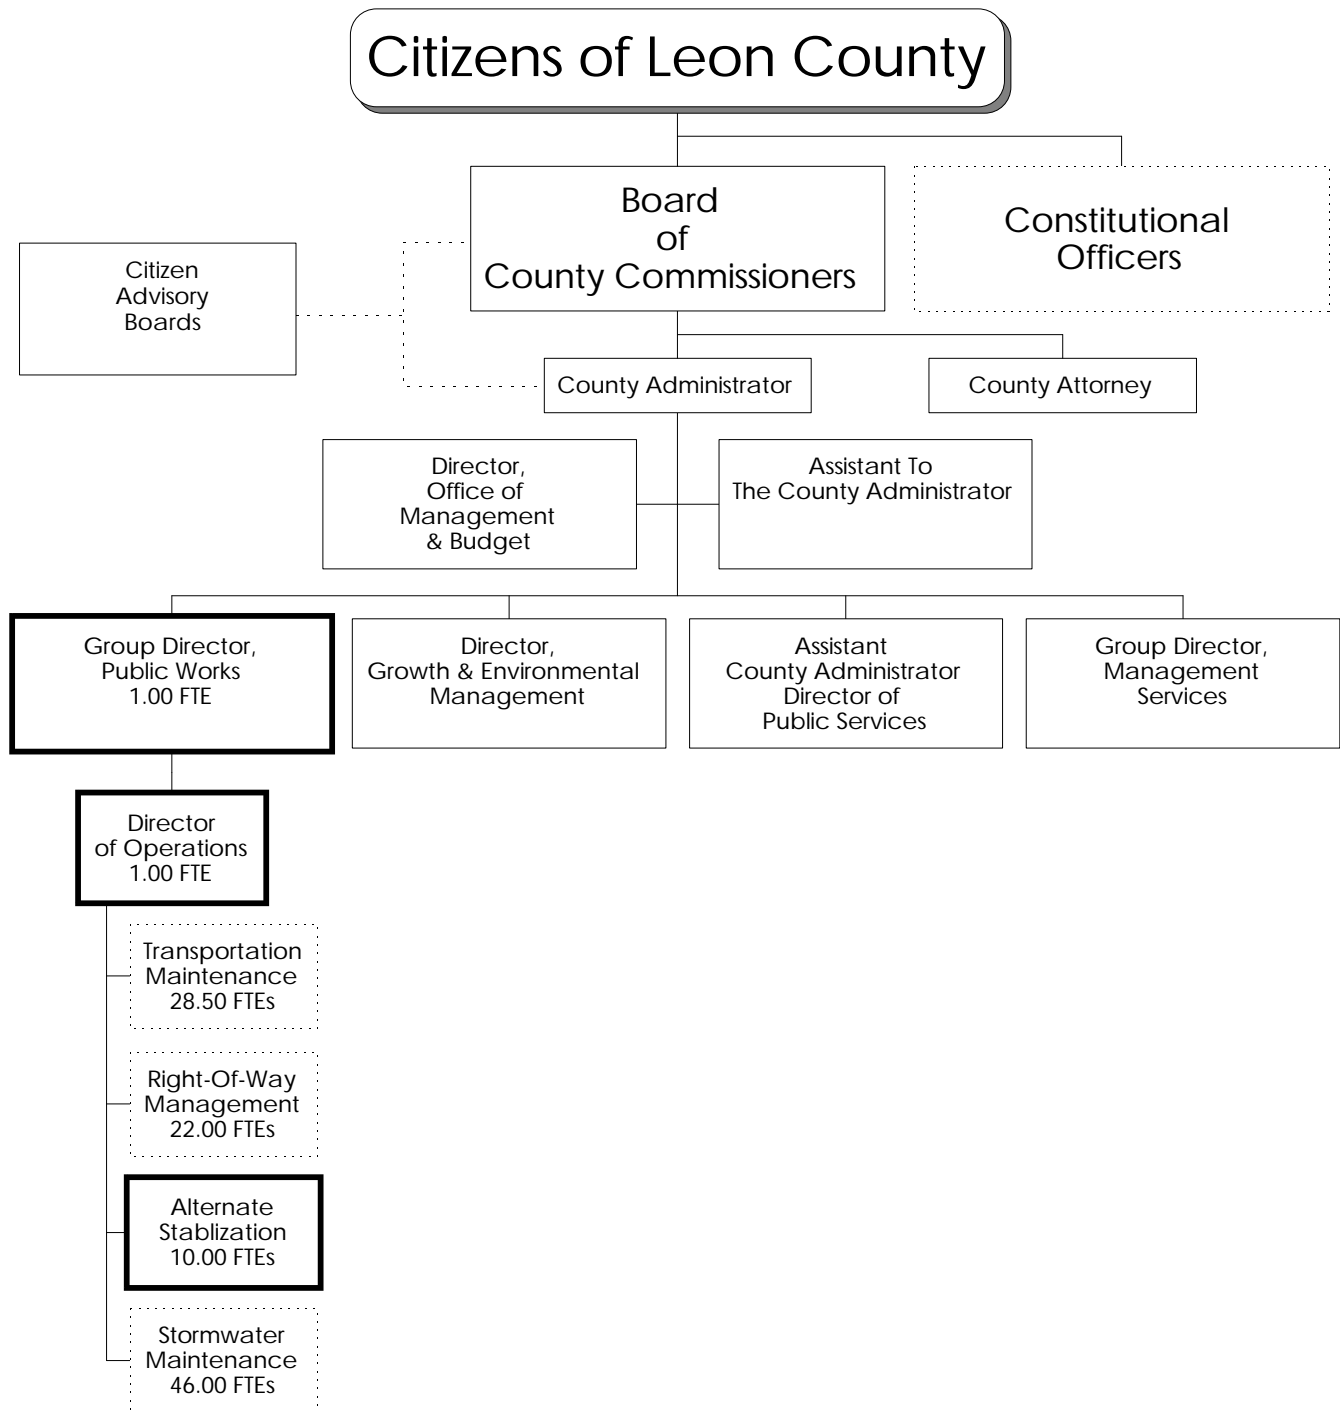 Citizens of Leon County
Board
of
County Commissioners
Constitutional
Officers
Citizen
Advisory
Boards
County Administrator
County Attorney
Director,
Office of
Management
& Budget
Assistant To
The County Administrator
Group Director,
Public Works
1.00 FTE
Director,
Growth & Environmental
Management
Assistant
County Administrator
Director of
Public Services
Group Director,
Management
Services
Director
of Operations
1.00 FTE
Transportation
Maintenance
28.50 FTEs
Right-Of-Way
Management
22.00 FTEs
Alternate
Stablization
10.00 FTEs
Stormwater
Maintenance
46.00 FTEs